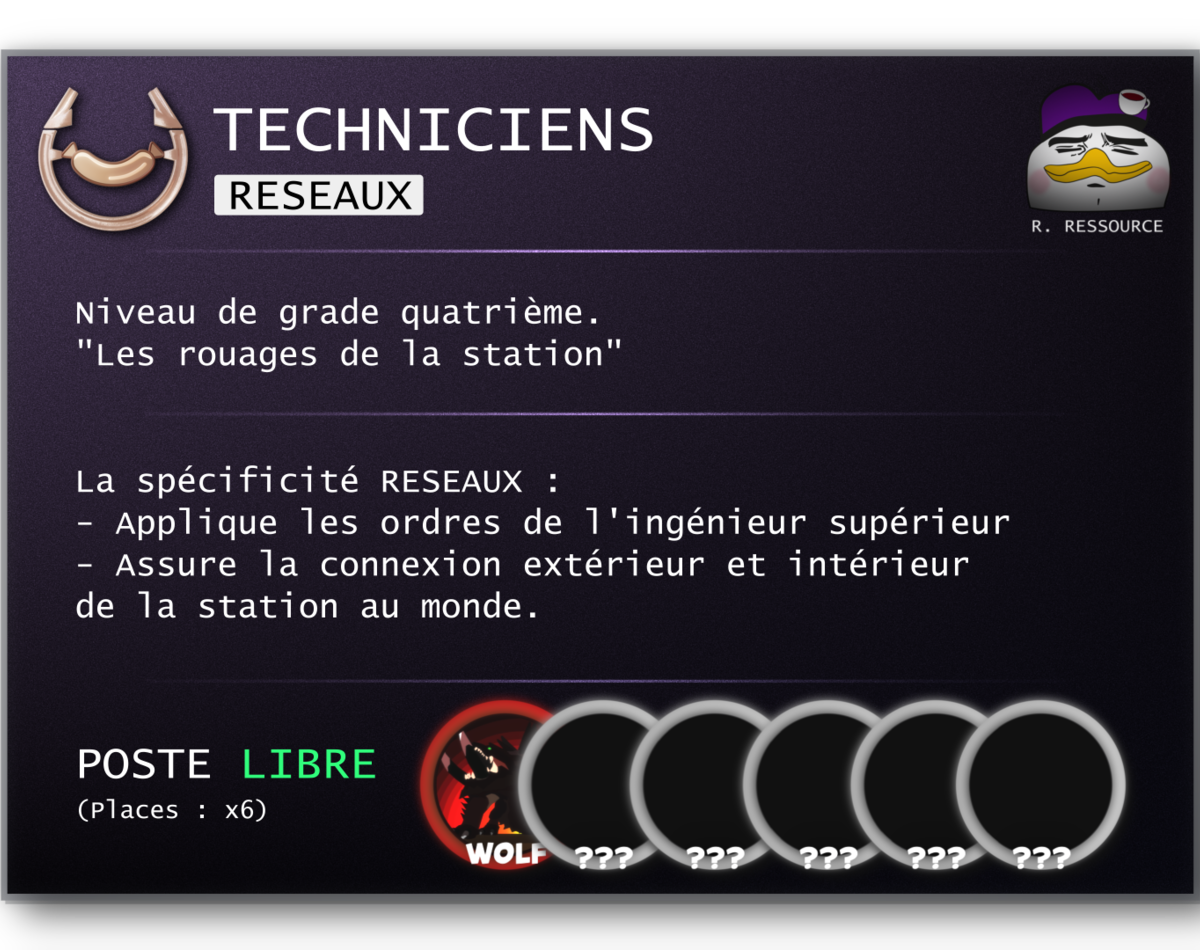 TECHNICIENS
RESEAUX
R. RESSOURCE
Niveau de grade quatrième.
"Les rouages de la station"
La spécificité RESEAUX :
- Applique les ordres de l'ingénieur supérieur
- Assure la connexion extérieur et intérieur
de la station au monde.
POSTE LIBRE
(Places : x6)
WOLF ??? ??? ??? ??? ???